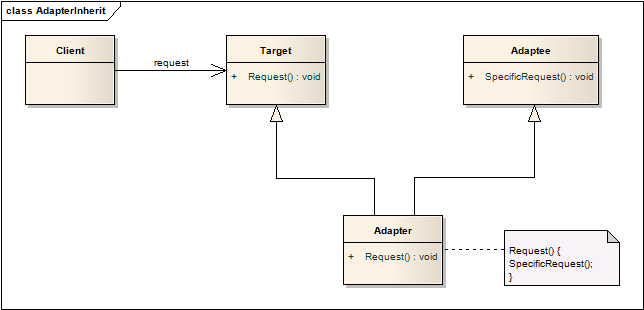 class AdapterInherit
Client
request
Target
+ Request() : void
Adaptee
+ SpecificRequest() : void
Adapter
+ Request() : void
Request() {
SpecificRequest();
}